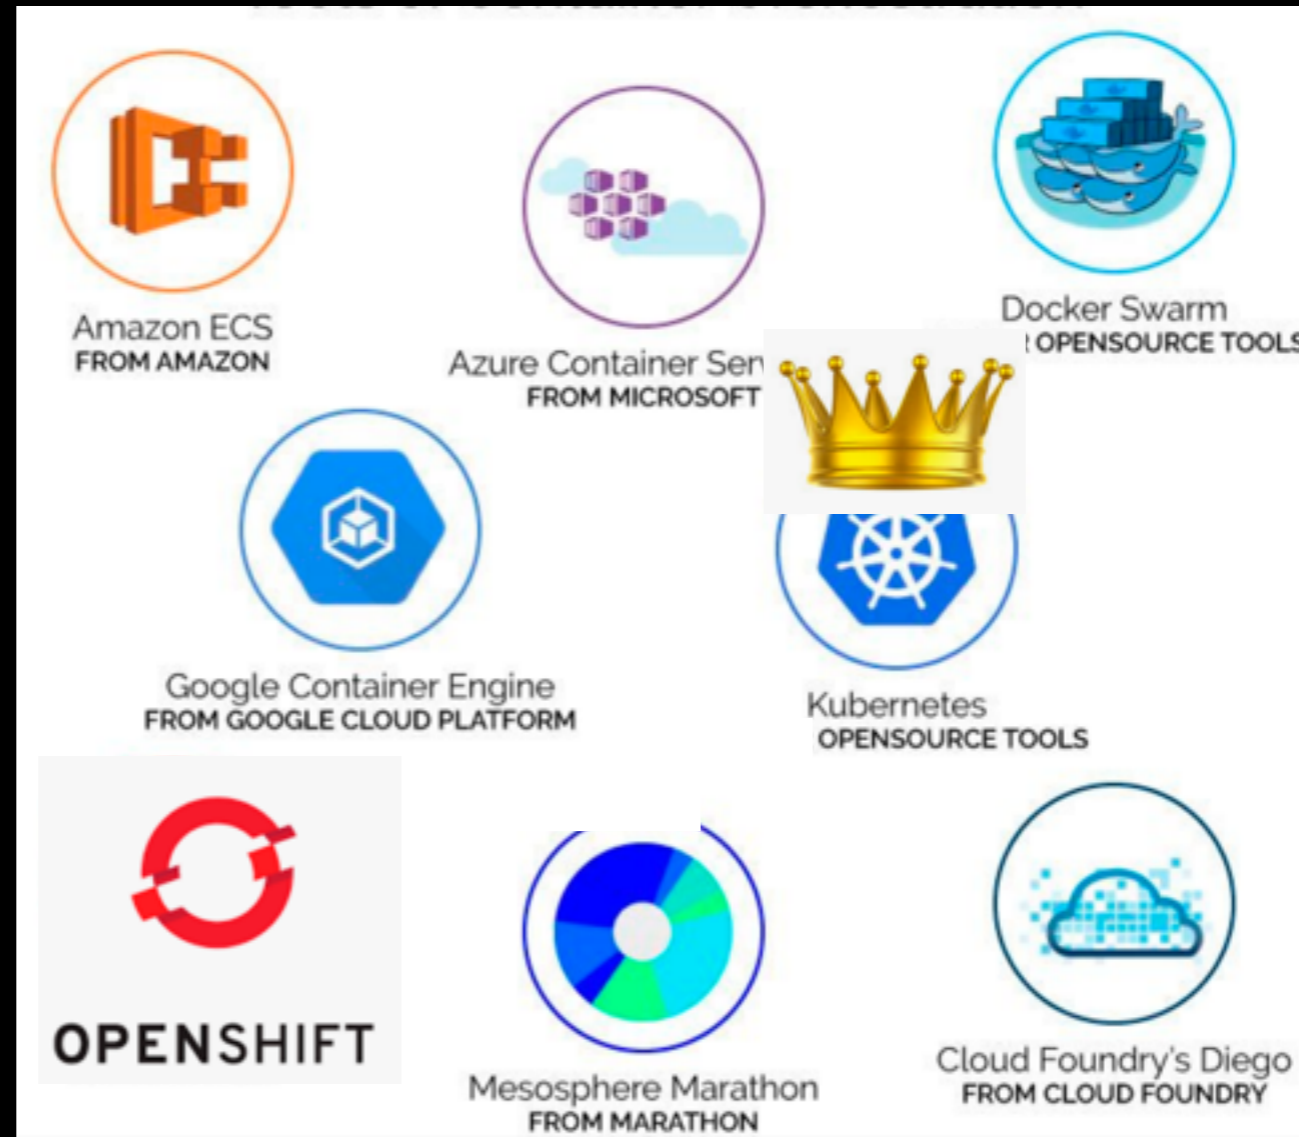 Amazon ECS
FROM AMAZON
Azure Container Ser
FROM MICROSOFT
Docker Swarm
OPENSOURCE TOOLS
Google Container Engine
FROM GOOGLE CLOUD PLATFORM
Kubernetes
OPENSOURCE TOOLS
OPENSHIFT
Mesosphere Marathon
FROM MARATHON
Cloud Foundry's Diego
FROM CLOUD FOUNDRY